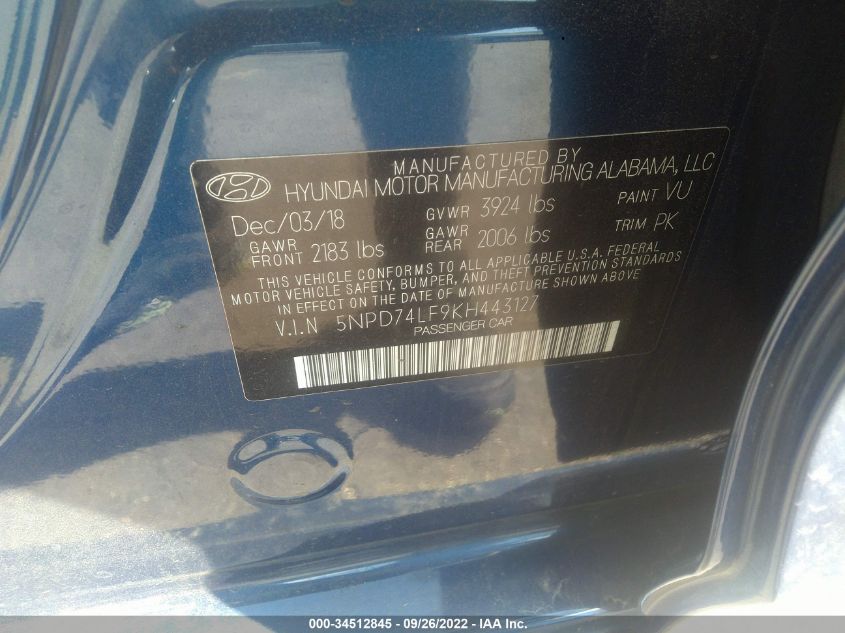 MANUFACTURED BY
HYUNDAI MOTOR MANUFACTURING ALABAMA, LLC
Dec/03/18 GVWR 3924 lbs PAINT VU
GAWR FRONT 2183 lbs GAWR REAR 2006 lbs TRIM PK
THIS VEHICLE CONFORMS TO ALL APPLICABLE U.S.A. FEDERAL
MOTOR VEHICLE SAFETY, BUMPER, AND THEFT PREVENTION STANDARDS
IN EFFECT ON THE DATE OF MANUFACTURE SHOWN ABOVE
V.I.N 5NPD74LF9KH443127
PASSENGER CAR
000-34512845 - 09/26/2022 - IAA Inc.